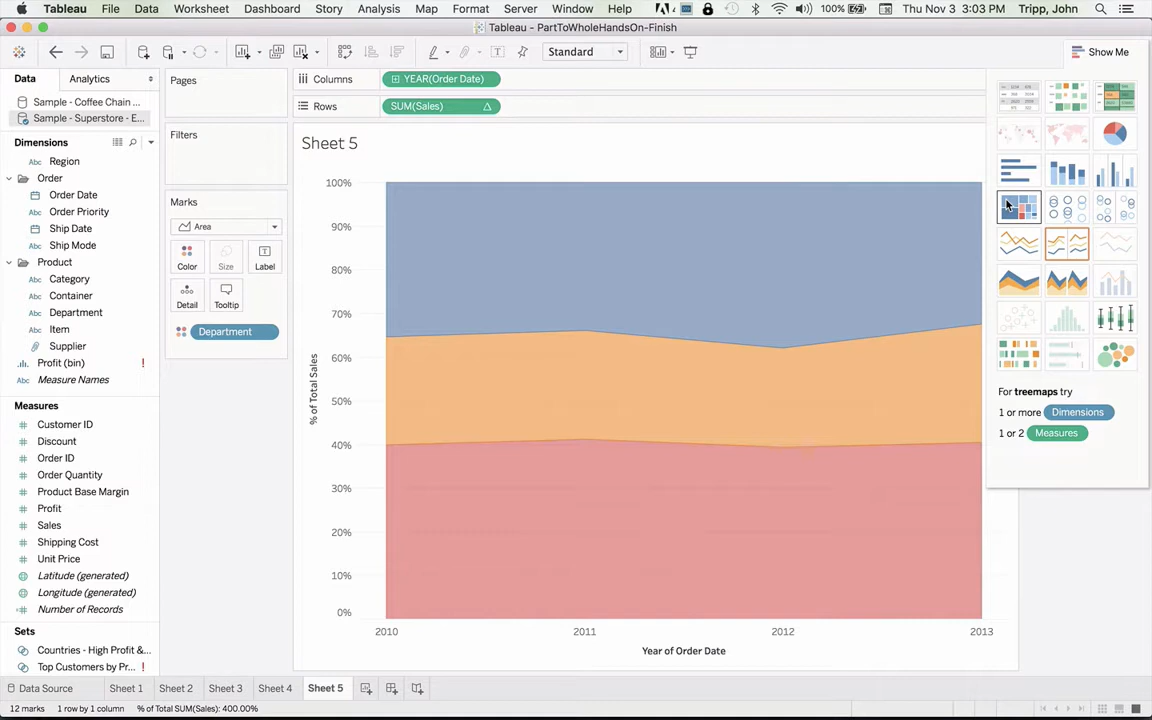 Tableau File Data Worksheet Dashboard Story Analysis Map Format Server Window Help 100% Thu Nov 3 3:03 PM Tripp, John
Tableau - PartToWholeHandsOn-Finish
Standard
Show Me
Data
Analytics
Pages
Columns
YEAR(Order Date)
Rows
SUM(Sales)
Sample - Coffee Chain ...
Sample - Superstore - E...
Dimensions
Abc Region
Order
Order Date
Abc Order Priority
Ship Date
Abc Ship Mode
Product
Abc Category
Abc Container
Abc Department
Abc Item
Supplier
Profit (bin) !
Abc Measure Names
Measures
Customer ID
Discount
Order ID
Order Quantity
Product Base Margin
Profit
Sales
Shipping Cost
Unit Price
Latitude (generated)
Longitude (generated)
Number of Records
Sets
Countries - High Profit &...
Top Customers by Pr... !
Filters
Marks
Area
Color
Size
T
Label
Detail
Tooltip
Department
Sheet 5
100%
90%
80%
70%
60%
50%
40%
30%
20%
10%
0%
% of Total Sales
2010
2011
2012
2013
Year of Order Date
For treemaps try
1 or more Dimensions
1 or 2 Measures
Data Source
Sheet 1
Sheet 2
Sheet 3
Sheet 4
Sheet 5
12 marks 1 row by 1 column % of Total SUM(Sales): 400.00%